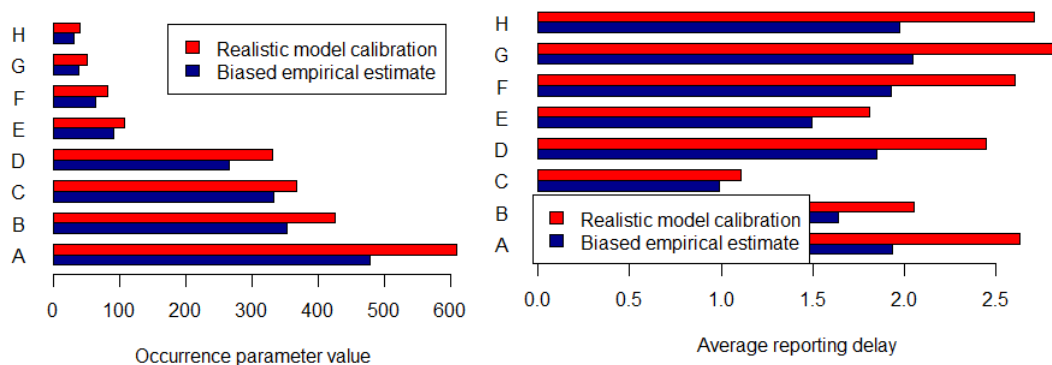 H
G
F
E
D
C
B
A
Realistic model calibration
Biased empirical estimate
0 100 200 300 400 500 600
Occurrence parameter value
H
G
F
E
D
C
B
A
Realistic model calibration
Biased empirical estimate
0.0 0.5 1.0 1.5 2.0 2.5
Average reporting delay